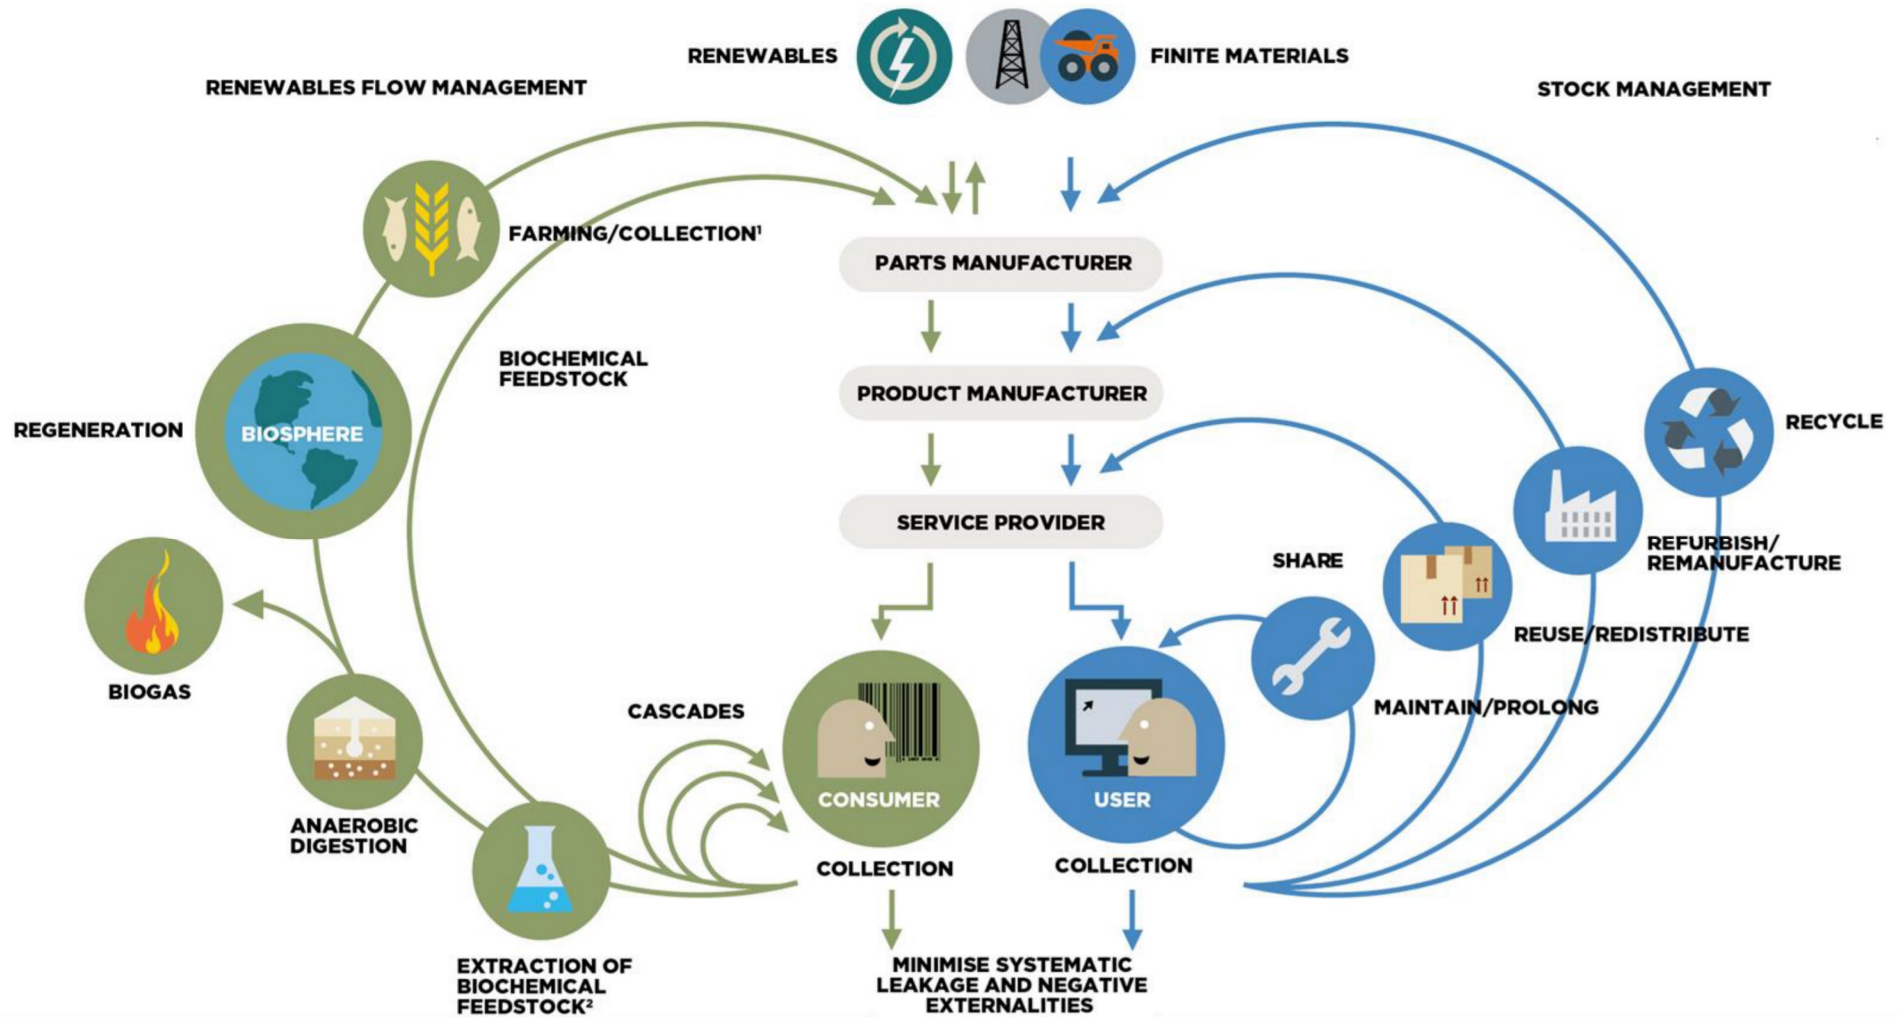 RENEWABLES
FINITE MATERIALS
RENEWABLES FLOW MANAGEMENT
STOCK MANAGEMENT
FARMING/COLLECTION¹
PARTS MANUFACTURER
BIOCHEMICAL
FEEDSTOCK
PRODUCT MANUFACTURER
REGENERATION
BIOSPHERE
RECYCLE
SERVICE PROVIDER
SHARE
REFURBISH/
REMANUFACTURE
REUSE/REDISTRIBUTE
BIOGAS
CASCADES
MAINTAIN/PROLONG
CONSUMER
USER
ANAEROBIC
DIGESTION
COLLECTION
COLLECTION
EXTRACTION OF
BIOCHEMICAL
FEEDSTOCK²
MINIMISE SYSTEMATIC
LEAKAGE AND NEGATIVE
EXTERNALITIES